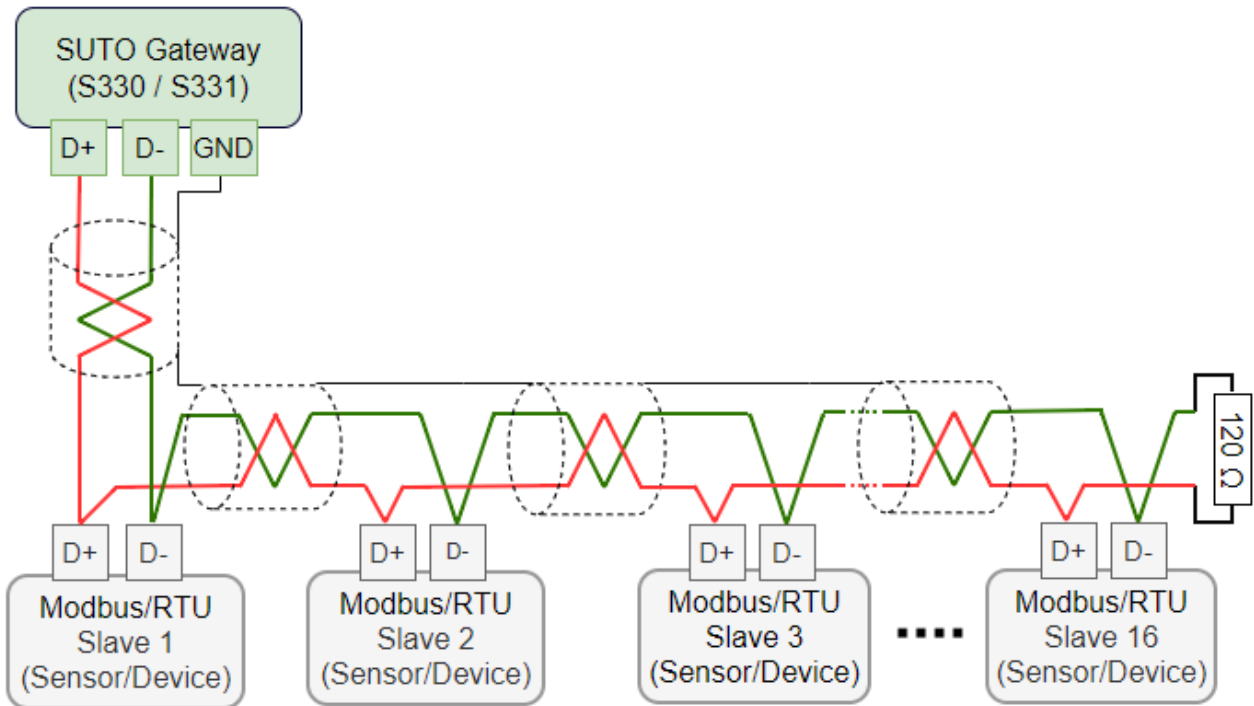 SUTO Gateway
(S330 / S331)
D+ D- GND
120 Ω
D+ D- D+ D- D+ D- D+ D-
Modbus/RTU
Slave 1
(Sensor/Device)
Modbus/RTU
Slave 2
(Sensor/Device)
Modbus/RTU
Slave 3
(Sensor/Device)
Modbus/RTU
Slave 16
(Sensor/Device)